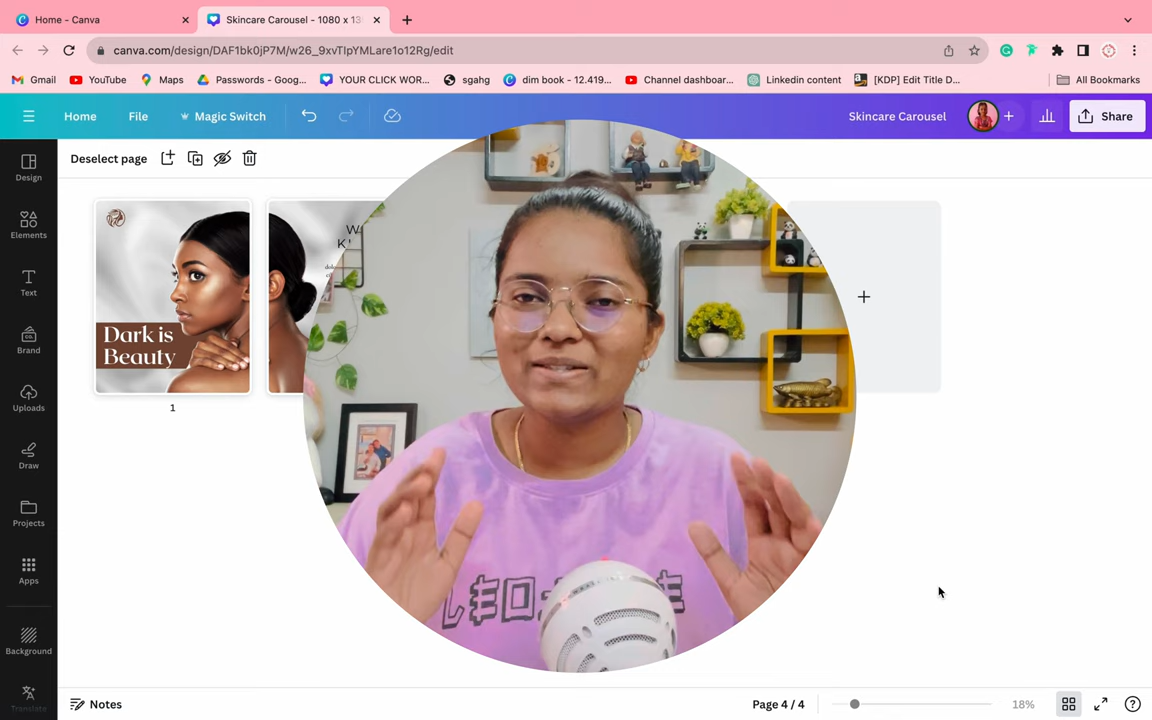 Home - Canva
Skincare Carousel - 1080 x 13
canva.com/design/DAF1bk0jP7M/w26_9xvTIpYMLare1o12Rg/edit
Gmail
YouTube
Maps
Passwords - Goog...
YOUR CLICK WOR...
sgahg
dim book - 12.419...
Channel dashboar...
Linkedin content
[KDP] Edit Title D...
All Bookmarks
Home
File
Magic Switch
Skincare Carousel
Share
Deselect page
Design
Elements
Text
Brand
Uploads
Draw
Projects
Apps
Background
Translate
Dark is
Beauty
1
W
K
Notes
Page 4 / 4
18%